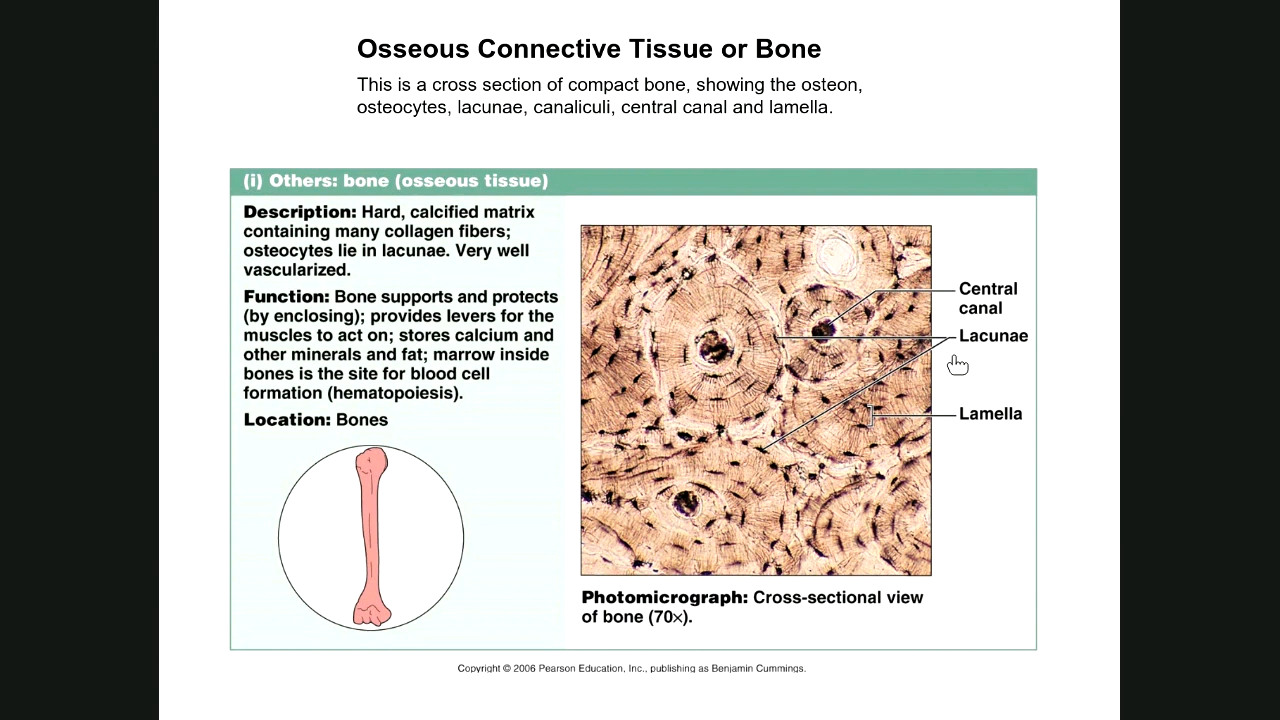 Osseous Connective Tissue or Bone
This is a cross section of compact bone, showing the osteon,
osteocytes, lacunae, canaliculi, central canal and lamella.
(i) Others: bone (osseous tissue)
Description: Hard, calcified matrix
containing many collagen fibers;
osteocytes lie in lacunae. Very well
vascularized.
Function: Bone supports and protects
(by enclosing); provides levers for the
muscles to act on; stores calcium and
other minerals and fat; marrow inside
bones is the site for blood cell
formation (hematopoiesis).
Location: Bones
Central
canal
Lacunae
Lamella
Photomicrograph: Cross-sectional view
of bone (70×).
Copyright © 2006 Pearson Education, Inc., publishing as Benjamin Cummings.